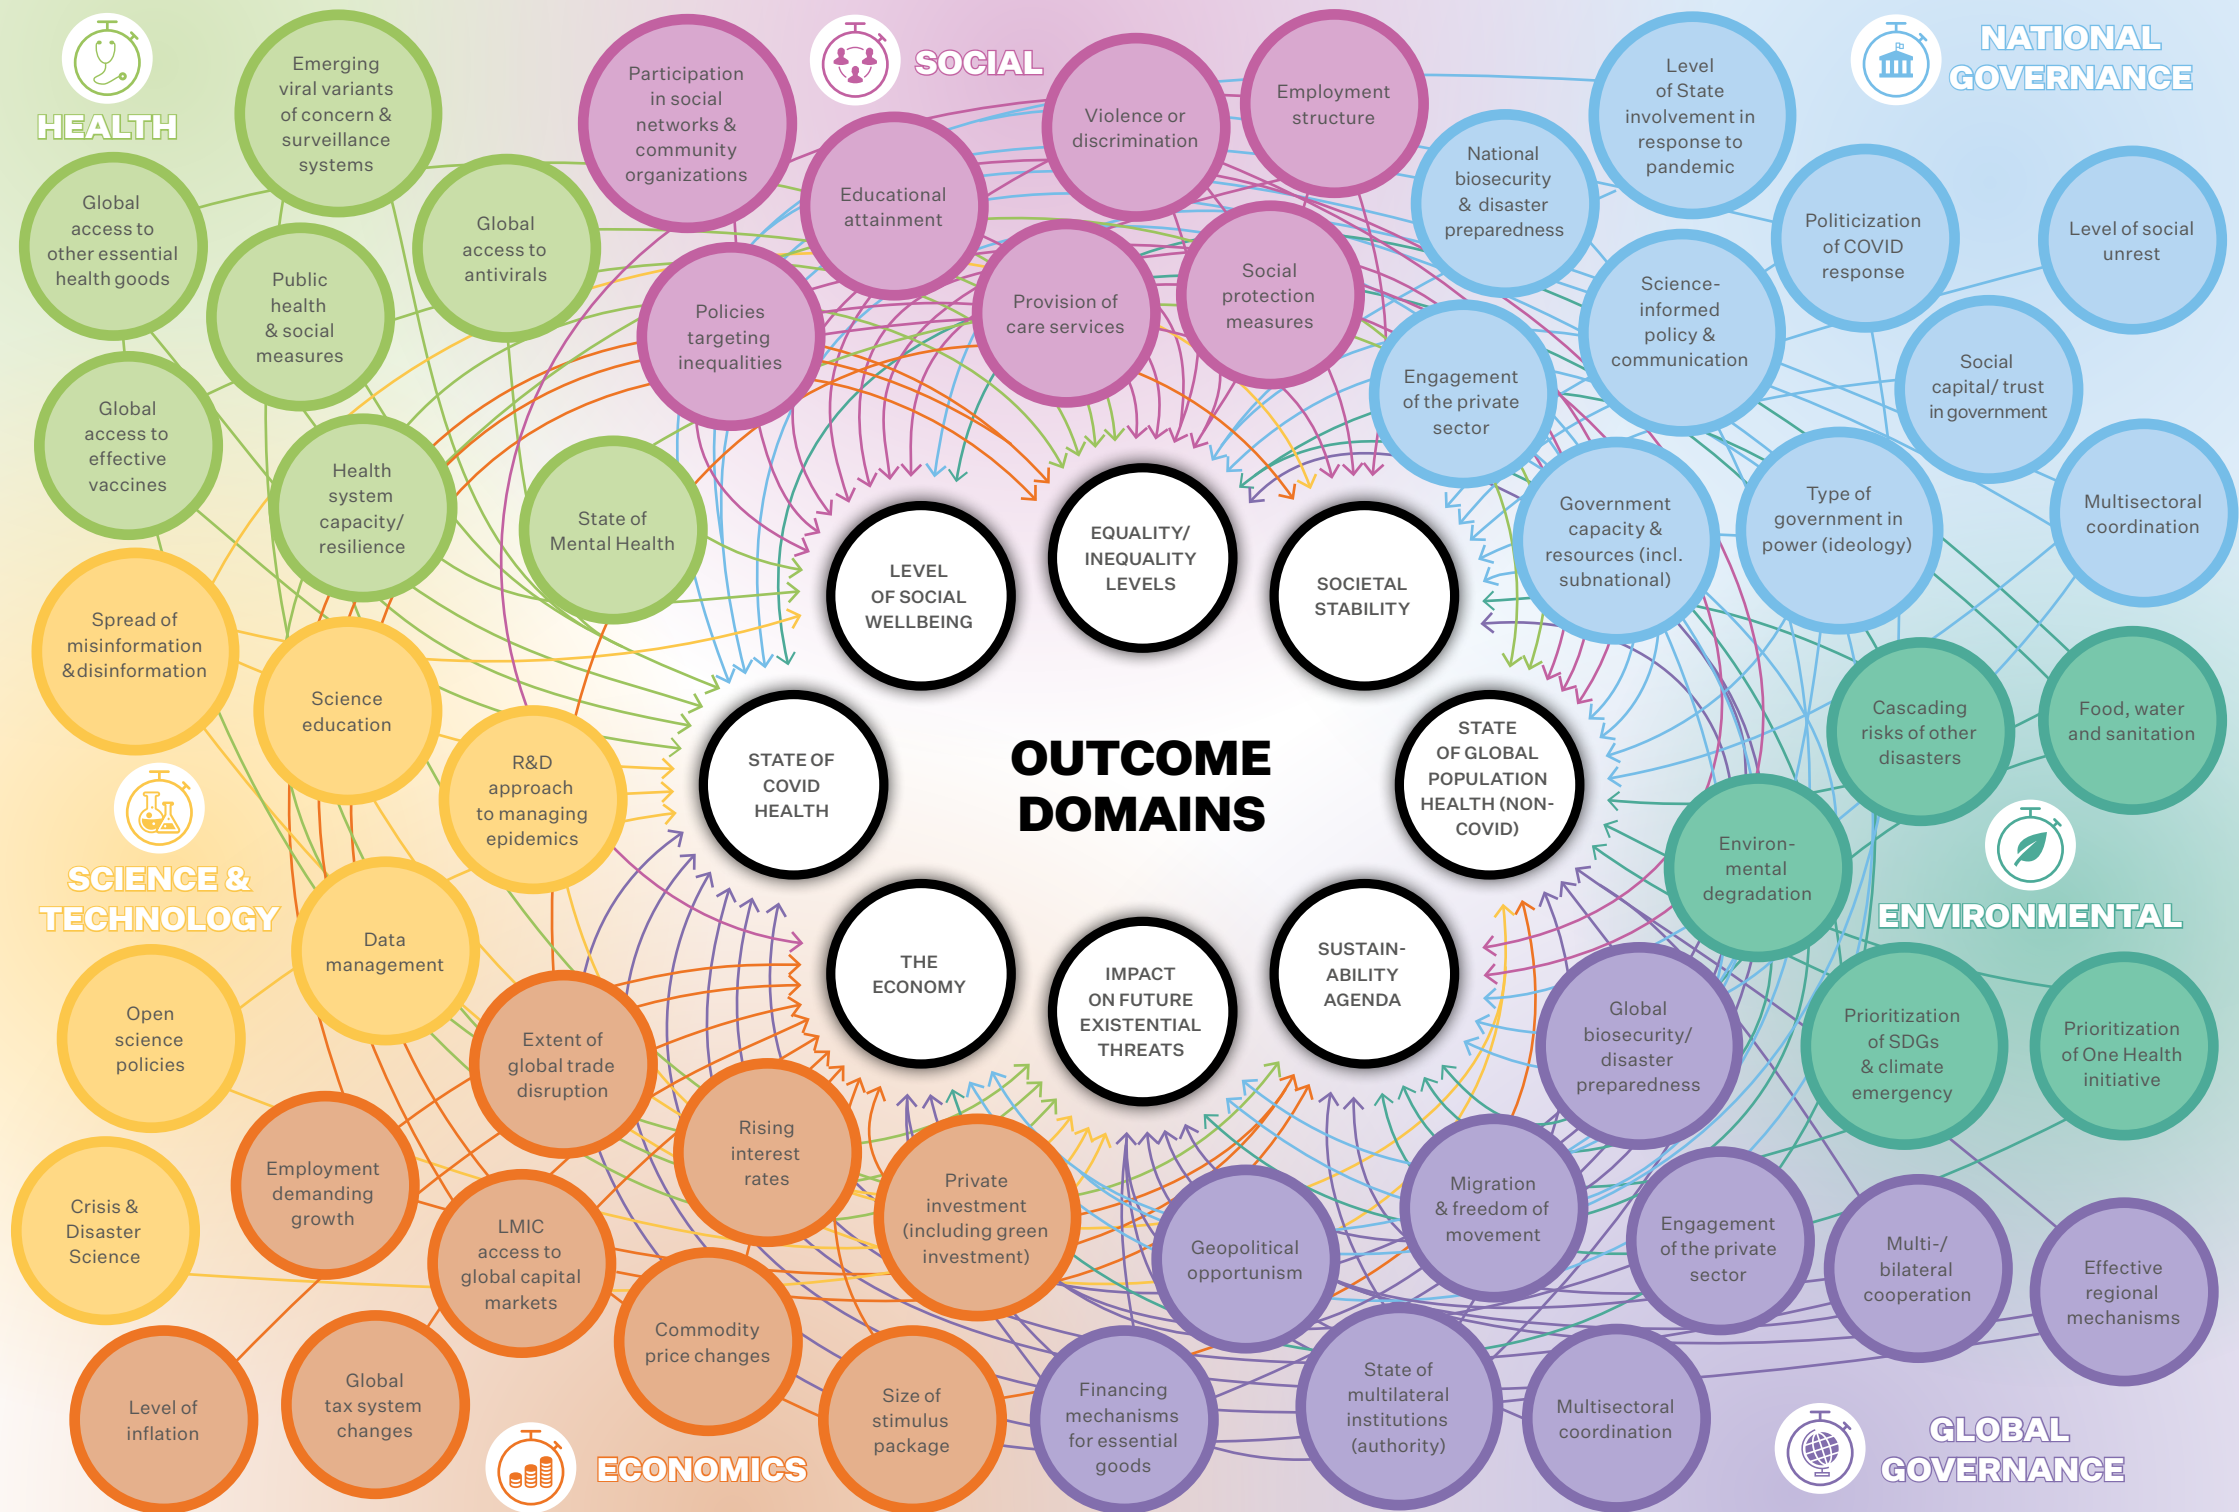 HEALTH
Emerging
viral variants
of concern &
surveillance
systems
Global
access to
other essential
health goods
Public
health
& social
measures
Global
access to
antivirals
Global
access to
effective
vaccines
Health
system
capacity/
resilience
State of
Mental Health
SOCIAL
Participation
in social
networks &
community
organizations
Educational
attainment
Violence or
discrimination
Employment
structure
Policies
targeting
inequalities
Provision of
care services
Social
protection
measures
NATIONAL
GOVERNANCE
Level
of State
involvement in
response to
pandemic
National
biosecurity
& disaster
preparedness
Politicization
of COVID
response
Level of social
unrest
Science-
informed
policy &
communication
Engagement
of the private
sector
Social
capital/ trust
in government
Government
capacity &
resources (incl.
subnational)
Type of
government in
power (ideology)
Multisectoral
coordination
SCIENCE &
TECHNOLOGY
Spread of
misinformation
& disinformation
Science
education
R&D
approach
to managing
epidemics
Data
management
Open
science
policies
Crisis &
Disaster
Science
OUTCOME
DOMAINS
LEVEL
OF SOCIAL
WELLBEING
EQUALITY/
INEQUALITY
LEVELS
SOCIETAL
STABILITY
STATE OF
COVID
HEALTH
STATE
OF GLOBAL
POPULATION
HEALTH (NON-
COVID)
THE
ECONOMY
IMPACT
ON FUTURE
EXISTENTIAL
THREATS
SUSTAIN-
ABILITY
AGENDA
ENVIRONMENTAL
Cascading
risks of other
disasters
Food, water
and sanitation
Environ-
mental
degradation
Prioritization
of SDGs
& climate
emergency
Prioritization
of One Health
initiative
ECONOMICS
Extent of
global trade
disruption
Employment
demanding
growth
LMIC
access to
global capital
markets
Rising
interest
rates
Private
investment
(including green
investment)
Commodity
price changes
Level of
inflation
Global
tax system
changes
Size of
stimulus
package
GLOBAL
GOVERNANCE
Global
biosecurity/
disaster
preparedness
Geopolitical
opportunism
Migration
& freedom of
movement
Engagement
of the private
sector
Multi-/
bilateral
cooperation
Effective
regional
mechanisms
Financing
mechanisms
for essential
goods
State of
multilateral
institutions
(authority)
Multisectoral
coordination